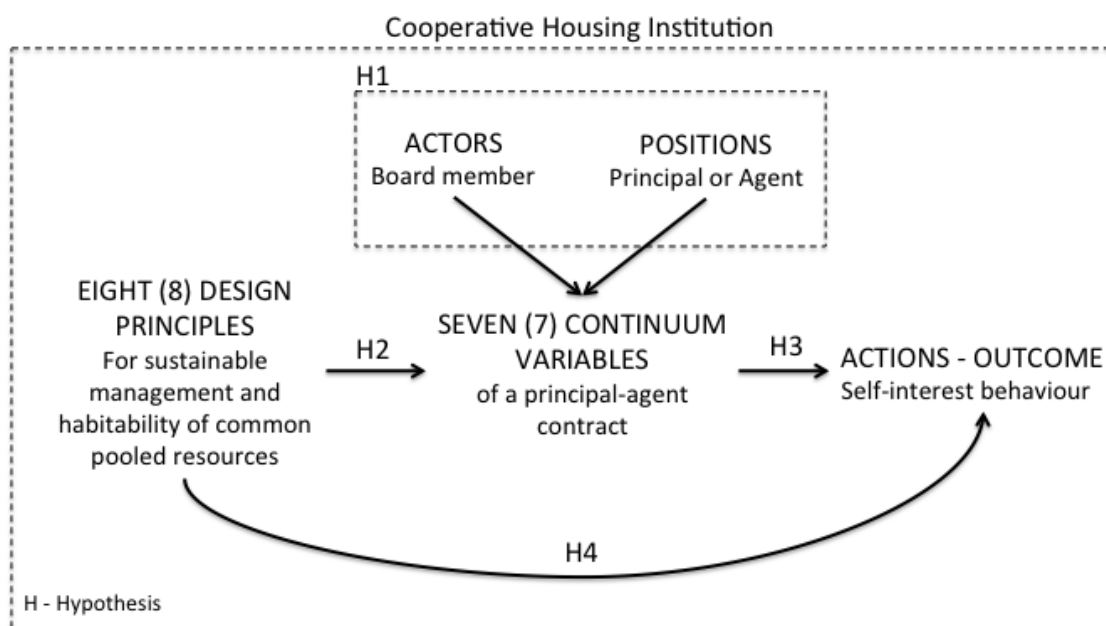 Cooperative Housing Institution
H1
ACTORS
Board member
POSITIONS
Principal or Agent
EIGHT (8) DESIGN
PRINCIPLES
For sustainable
management and
habitability of common
pooled resources
H2
SEVEN (7) CONTINUUM
VARIABLES
of a principal-agent
contract
H3
ACTIONS - OUTCOME
Self-interest behaviour
H4
H - Hypothesis